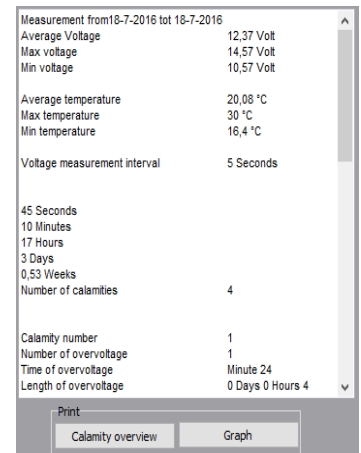 Measurement from18-7-2016 tot 18-7-2016
Average Voltage 12,37 Volt
Max voltage 14,57 Volt
Min voltage 10,57 Volt
Average temperature 20,08 °C
Max temperature 30 °C
Min temperature 16,4 °C
Voltage measurement interval 5 Seconds
45 Seconds
10 Minutes
17 Hours
3 Days
0,53 Weeks
Number of calamities 4
Calamity number 1
Number of overvoltage 1
Time of overvoltage Minute 24
Length of overvoltage 0 Days 0 Hours 4
Print
Calamity overview Graph